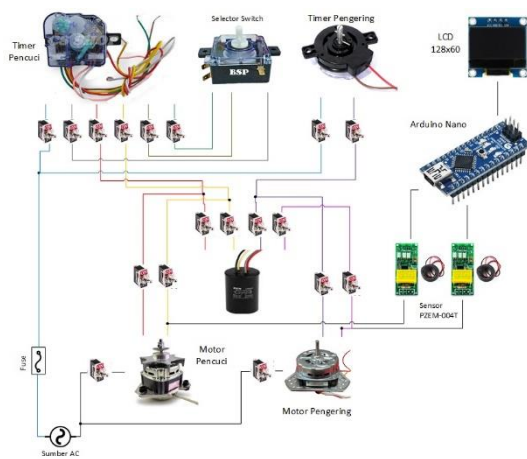 Timer
Pencuci
Selector Switch
Timer Pengering
LCD
128x60
BSP
Arduino Nano
Sensor
PZEM-004T
Fuse
Motor
Pencuci
Motor Pengering
Sumber AC